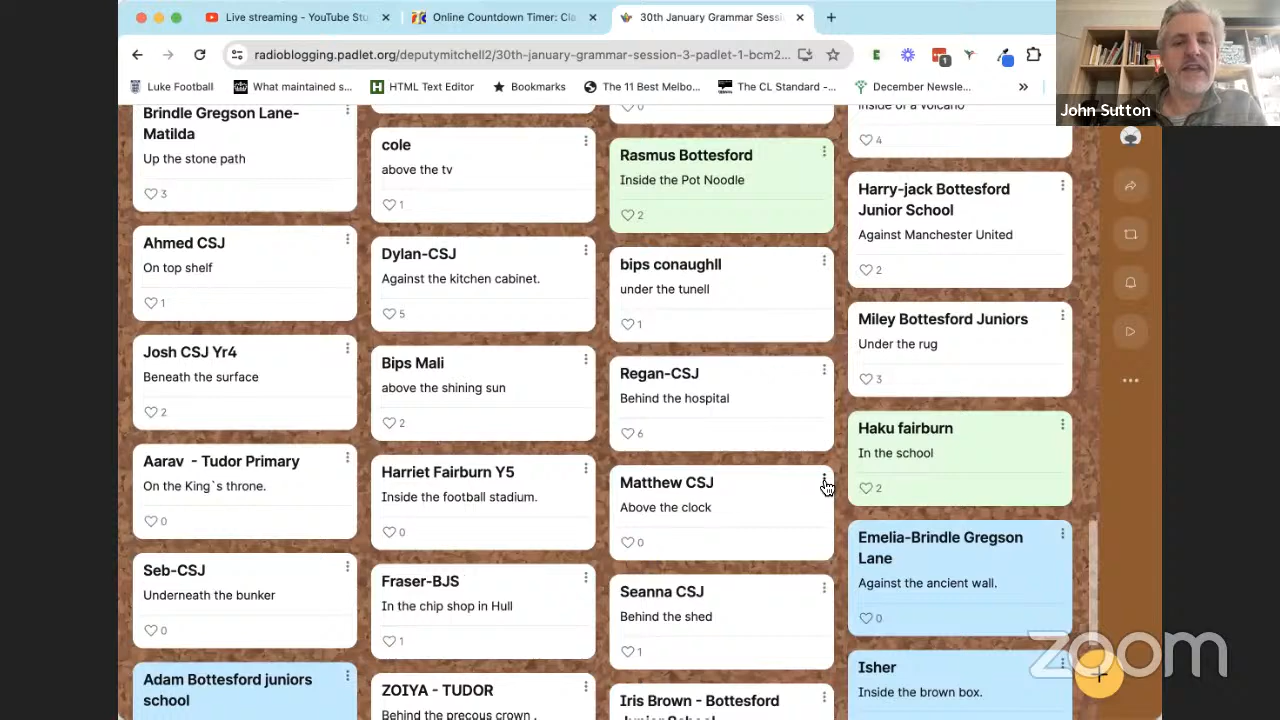 Live streaming - YouTube Stu
Online Countdown Timer: Cla
30th January Grammar Sessi
radioblogging.padlet.org/deputymitchell2/30th-january-grammar-session-3-padlet-1-bcm2...
Luke Football
What maintained s...
HTML Text Editor
Bookmarks
The 11 Best Melbo...
The CL Standard -...
December Newsle...
John Sutton
Brindle Gregson Lane-
Matilda
Up the stone path
3
Ahmed CSJ
On top shelf
1
Josh CSJ Yr4
Beneath the surface
2
Aarav - Tudor Primary
On the King`s throne.
0
Seb-CSJ
Underneath the bunker
0
Adam Bottesford juniors
school
cole
above the tv
1
Dylan-CSJ
Against the kitchen cabinet.
5
Bips Mali
above the shining sun
2
Harriet Fairburn Y5
Inside the football stadium.
0
Fraser-BJS
In the chip shop in Hull
1
ZOIYA - TUDOR
Behind the precous crown .
0
Rasmus Bottesford
Inside the Pot Noodle
2
bips conaughll
under the tunell
1
Regan-CSJ
Behind the hospital
6
Matthew CSJ
Above the clock
0
Seanna CSJ
Behind the shed
1
Iris Brown - Bottesford
Junior School
inside of a volcano
4
Harry-jack Bottesford
Junior School
Against Manchester United
2
Miley Bottesford Juniors
Under the rug
3
Haku fairburn
In the school
2
Emelia-Brindle Gregson
Lane
Against the ancient wall.
0
Isher
Inside the brown box.
zoom